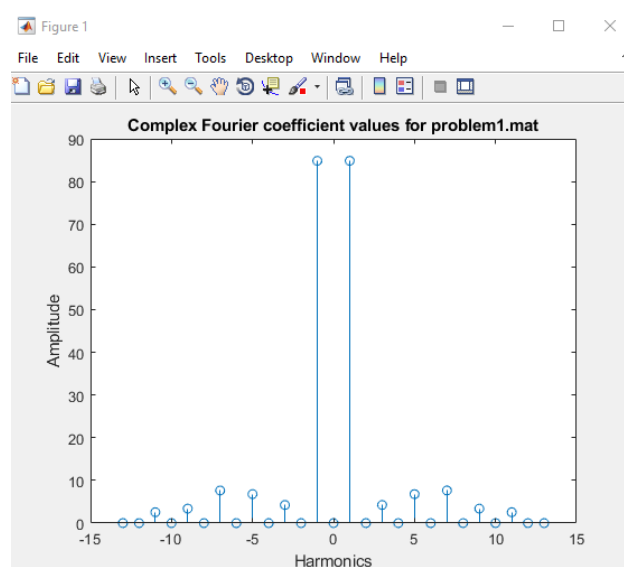 Figure 1
File Edit View Insert Tools Desktop Window Help
Complex Fourier coefficient values for problem1.mat
90
80
70
60
50
40
30
20
10
0
Amplitude
-15 -10 -5 0 5 10 15
Harmonics